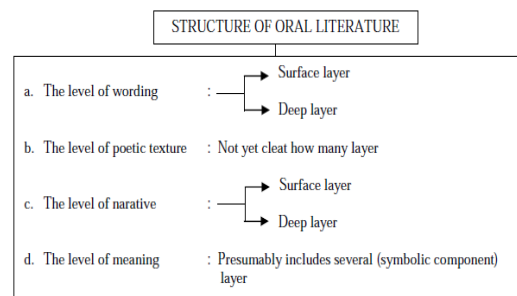 STRUCTURE OF ORAL LITERATURE
Surface layer
a. The level of wording :
Deep layer
b. The level of poetic texture : Not yet cleat how many layer
Surface layer
c. The level of narative :
Deep layer
d. The level of meaning : Presumably includes several (symbolic component)
layer